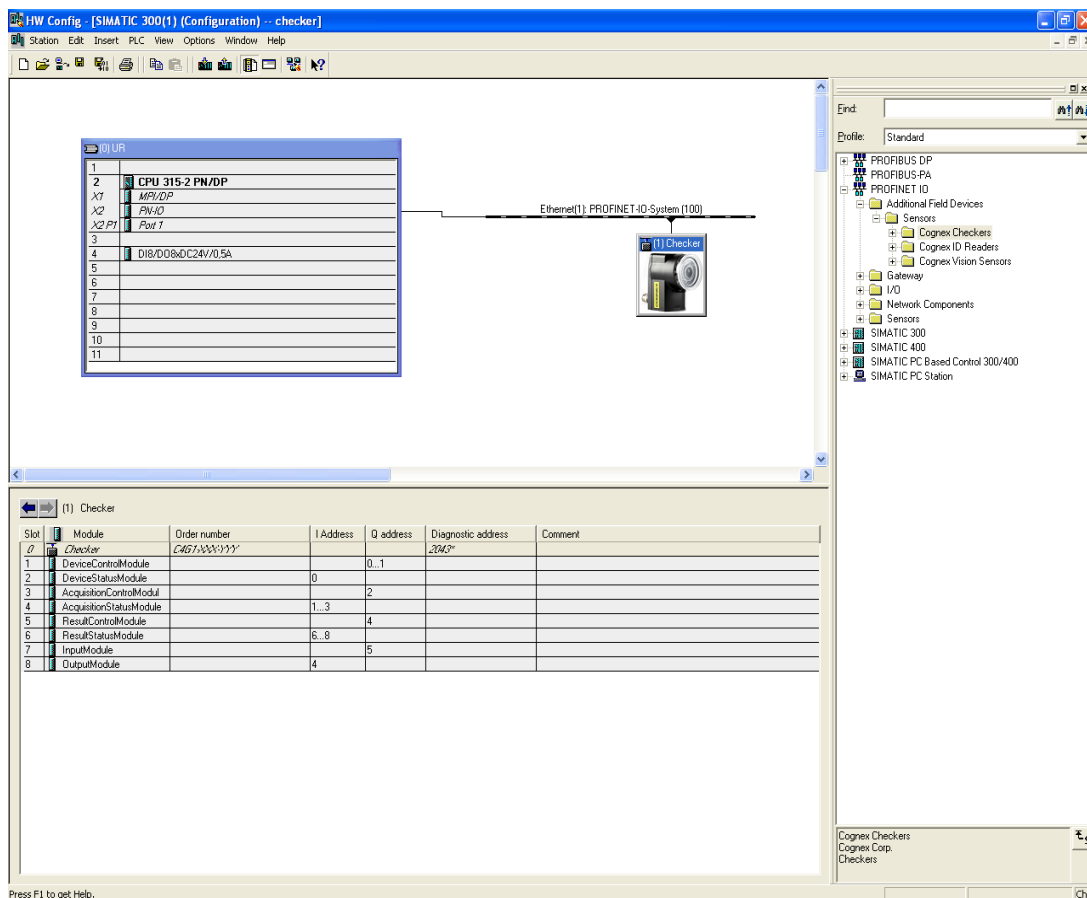 HW Config - [SIMATIC 300(1) (Configuration) -- checker]
Station Edit Insert PLC View Options Window Help
(0) UR
1
2 CPU 315-2 PN/DP
X1 MPI/DP
X2 PN-IO
X2 P1 Port 1
3
4 DI8/DO8xDC24V/0,5A
5
6
7
8
9
10
11
Ethernet(1): PROFINET-IO-System (100)
(1) Checker
Find:
Profile: Standard
PROFIBUS DP
PROFIBUS-PA
PROFINET IO
Additional Field Devices
Sensors
Cognex Checkers
Cognex ID Readers
Cognex Vision Sensors
Gateway
I/O
Network Components
Sensors
SIMATIC 300
SIMATIC 400
SIMATIC PC Based Control 300/400
SIMATIC PC Station
(1) Checker
Slot Module Order number I Address Q address Diagnostic address Comment
0 Checker C4G1-XXX-YYY 2043*
1 DeviceControlModule 0...1
2 DeviceStatusModule 0
3 AcquisitionControlModul 2
4 AcquisitionStatusModule 1...3
5 ResultControlModule 4
6 ResultStatusModule 6...8
7 InputModule 5
8 OutputModule 4
Cognex Checkers
Cognex Corp.
Checkers
Press F1 to get Help.
Ch